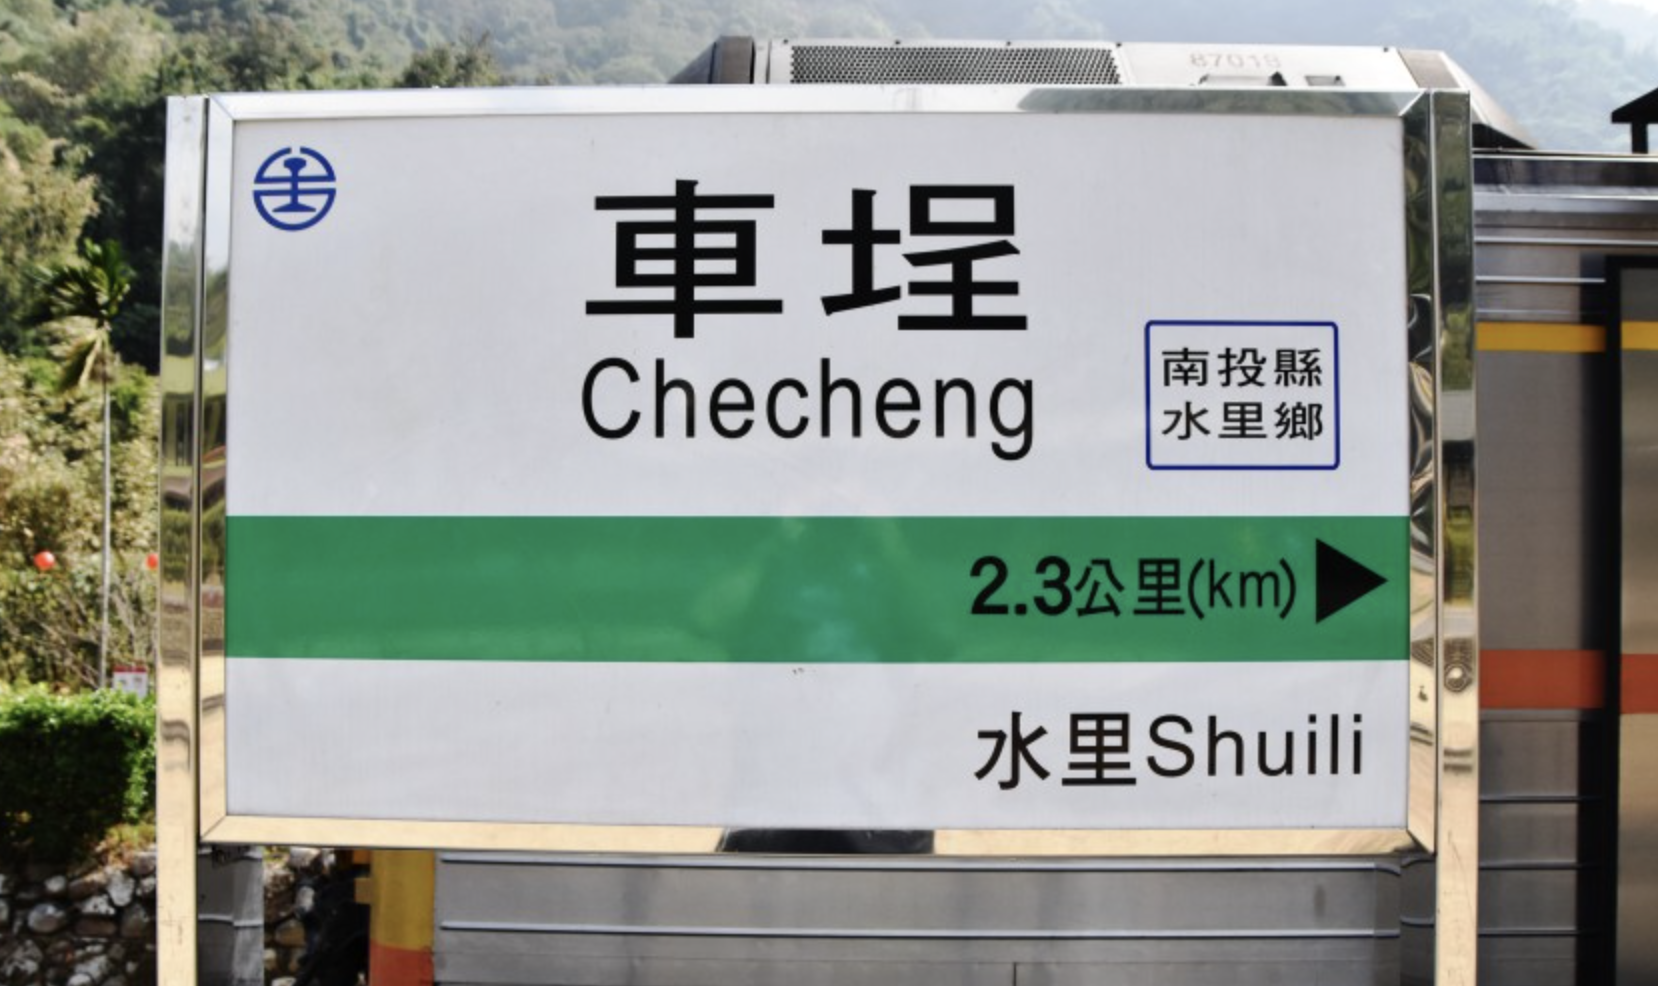 87019
車埕
Checheng
南投縣
水里鄉
2.3公里(km)
水里Shuili